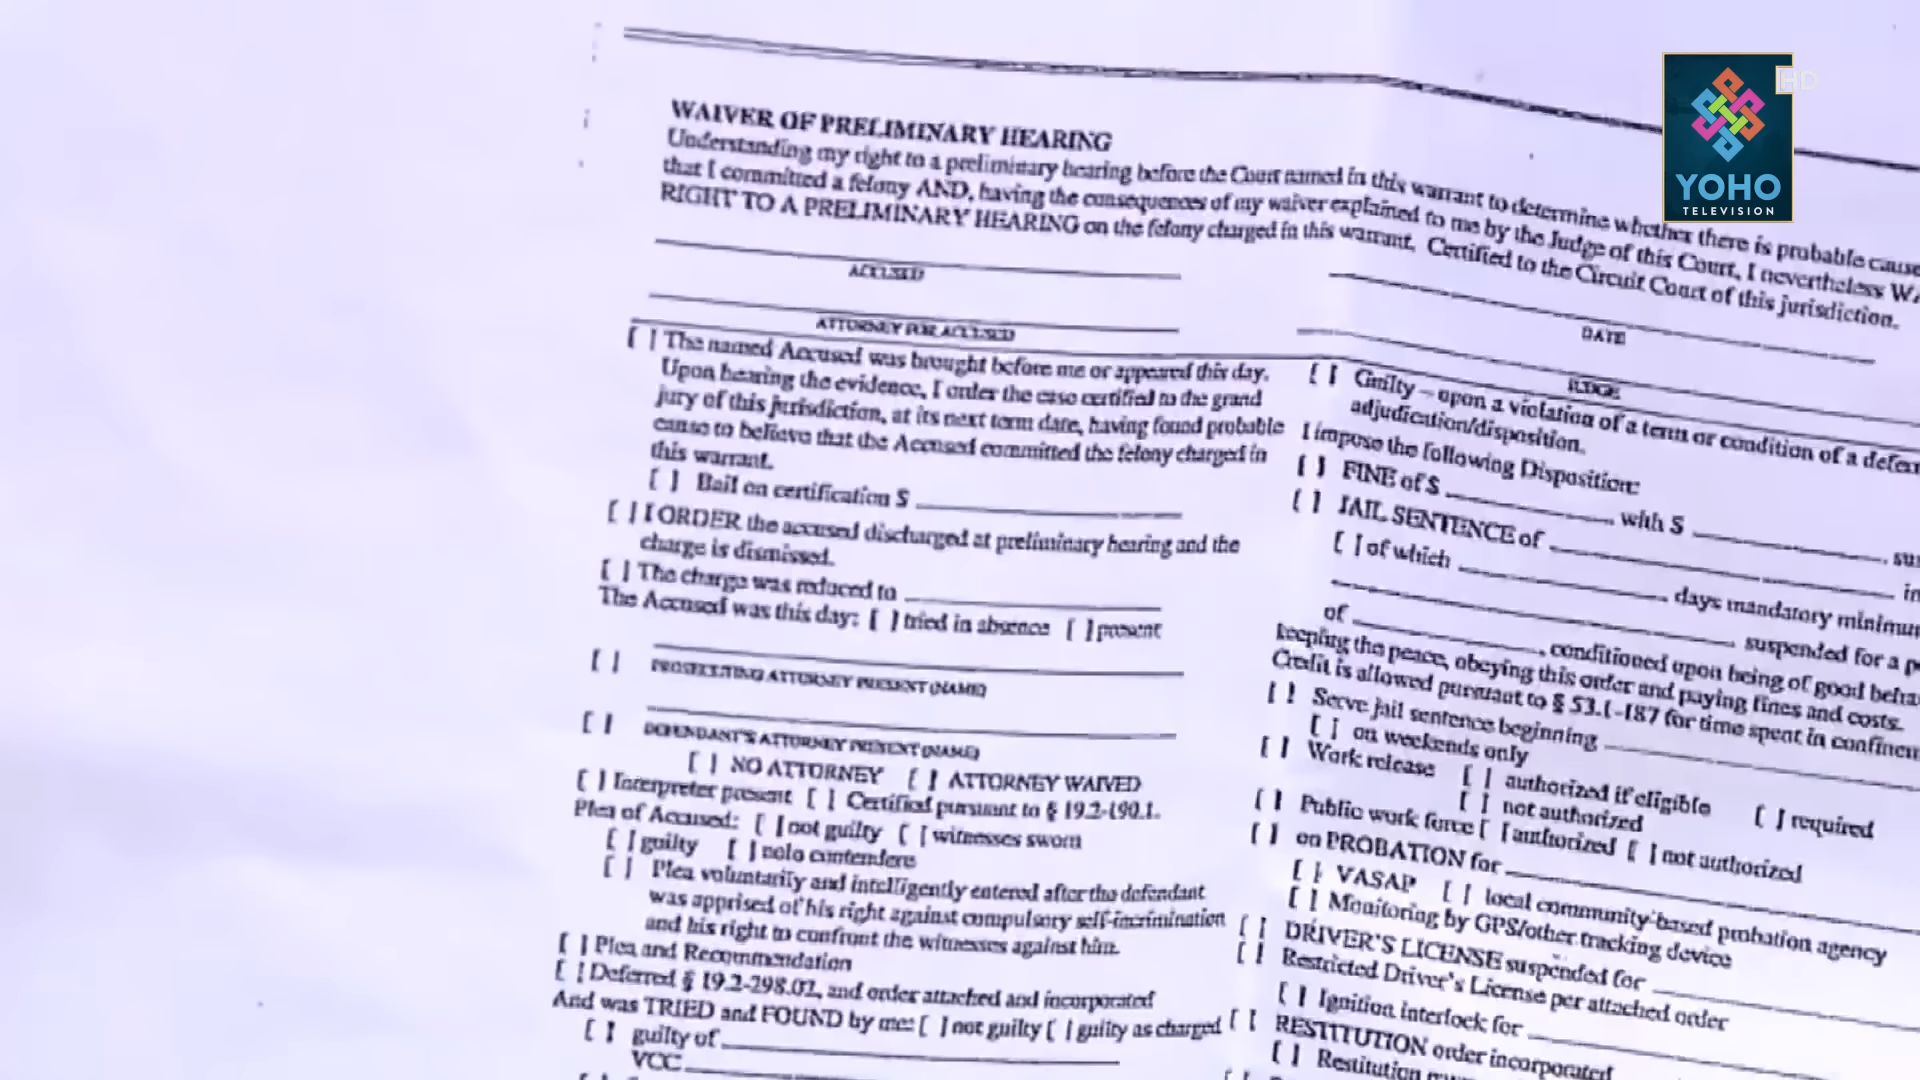 HD
YOHO
TELEVISION
WAIVER OF PRELIMINARY HEARING
Understanding my right to a preliminary hearing before the Court named in this warrant to determine whether there is probable cause
that I committed a felony AND, having the consequences of my waiver explained to me by the Judge of this Court, I nevertheless WA
RIGHT TO A PRELIMINARY HEARING on the felony charged in this warrant. Certified to the Circuit Court of this jurisdiction.
ACCUSED
DATE
ATTORNEY FOR ACCUSED
JUDGE
[ ] The named Accused was brought before me or appeared this day.
Upon hearing the evidence, I order the case certified to the grand
jury of this jurisdiction, at its next term date, having found probable
cause to believe that the Accused committed the felony charged in
this warrant.
[ ] Bail on certification $
[ ] I ORDER the accused discharged at preliminary hearing and the
charge is dismissed.
[ ] The charge was reduced to
The Accused was this day: [ ] tried in absence [ ] present
[ ] PROSECUTING ATTORNEY PRESENT (NAME)
[ ] DEFENDANT'S ATTORNEY PRESENT (NAME)
[ ] NO ATTORNEY [ ] ATTORNEY WAIVED
[ ] Interpreter present [ ] Certified pursuant to § 19.2-190.1.
Plea of Accused: [ ] not guilty [ ] witnesses sworn
[ ] guilty [ ] nolo contendere
[ ] Plea voluntarily and intelligently entered after the defendant
was apprised of his right against compulsory self-incrimination
and his right to confront the witnesses against him.
[ ] Plea and Recommendation
[ ] Deferred § 19.2-298.02, and order attached and incorporated
And was TRIED and FOUND by me: [ ] not guilty [ ] guilty as charged
[ ] guilty of
VCC
[ ] Guilty – upon a violation of a term or condition of a
adjudication/disposition.
I impose the following Disposition:
[ ] FINE of $ with $
[ ] JAIL SENTENCE of
[ ] of which days mandatory
suspended for a
of , conditioned upon being of good
keeping the peace, obeying this order and paying fines and costs.
Credit is allowed pursuant to § 53.1-187 for time spent in
[ ] Serve jail sentence beginning
[ ] on weekends only
[ ] Work release [ ] authorized if eligible [ ] required
[ ] not authorized
[ ] Public work force [ ] authorized [ ] not authorized
[ ] on PROBATION for
[ ] VASAP [ ] local community-based probation agency
[ ] Monitoring by GPS/other tracking device
[ ] DRIVER'S LICENSE suspended for
[ ] Restricted Driver's License per attached order
[ ] Ignition interlock for
[ ] RESTITUTION order incorporated
[ ] Restitution